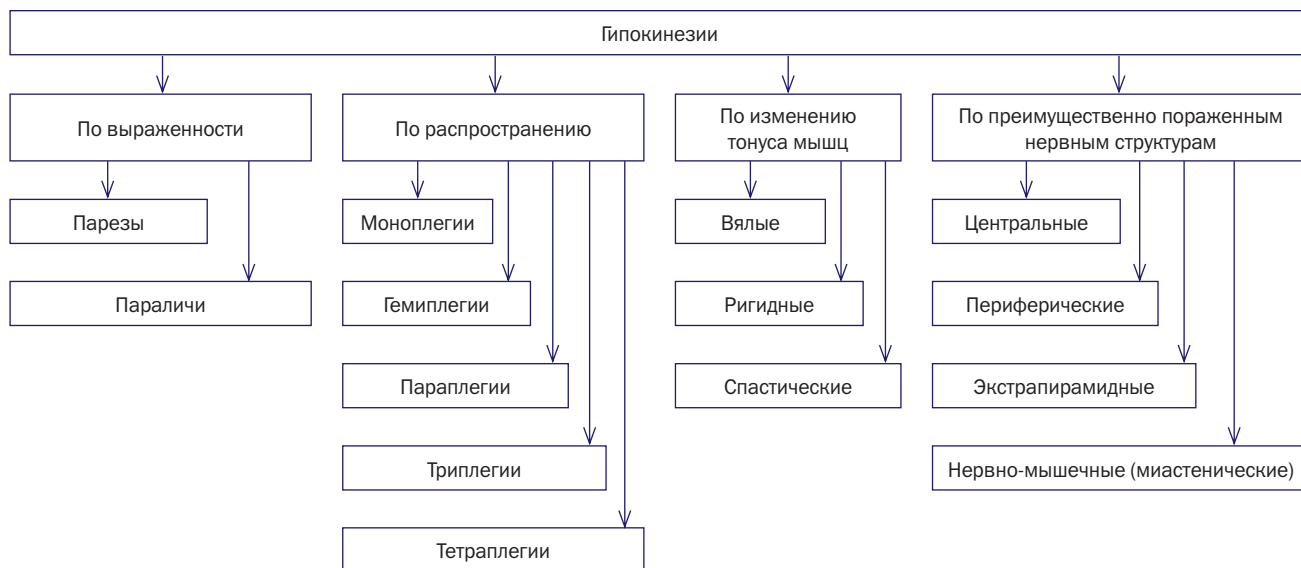 Гипокинезии
По выраженности
По распространению
По изменению
тонуса мышц
По преимущественно пораженным
нервным структурам
Парезы
Моноплегии
Вялые
Центральные
Параличи
Гемиплегии
Ригидные
Периферические
Параплегии
Спастические
Экстрапирамидные
Триплегии
Нервно-мышечные (миастенические)
Тетраплегии